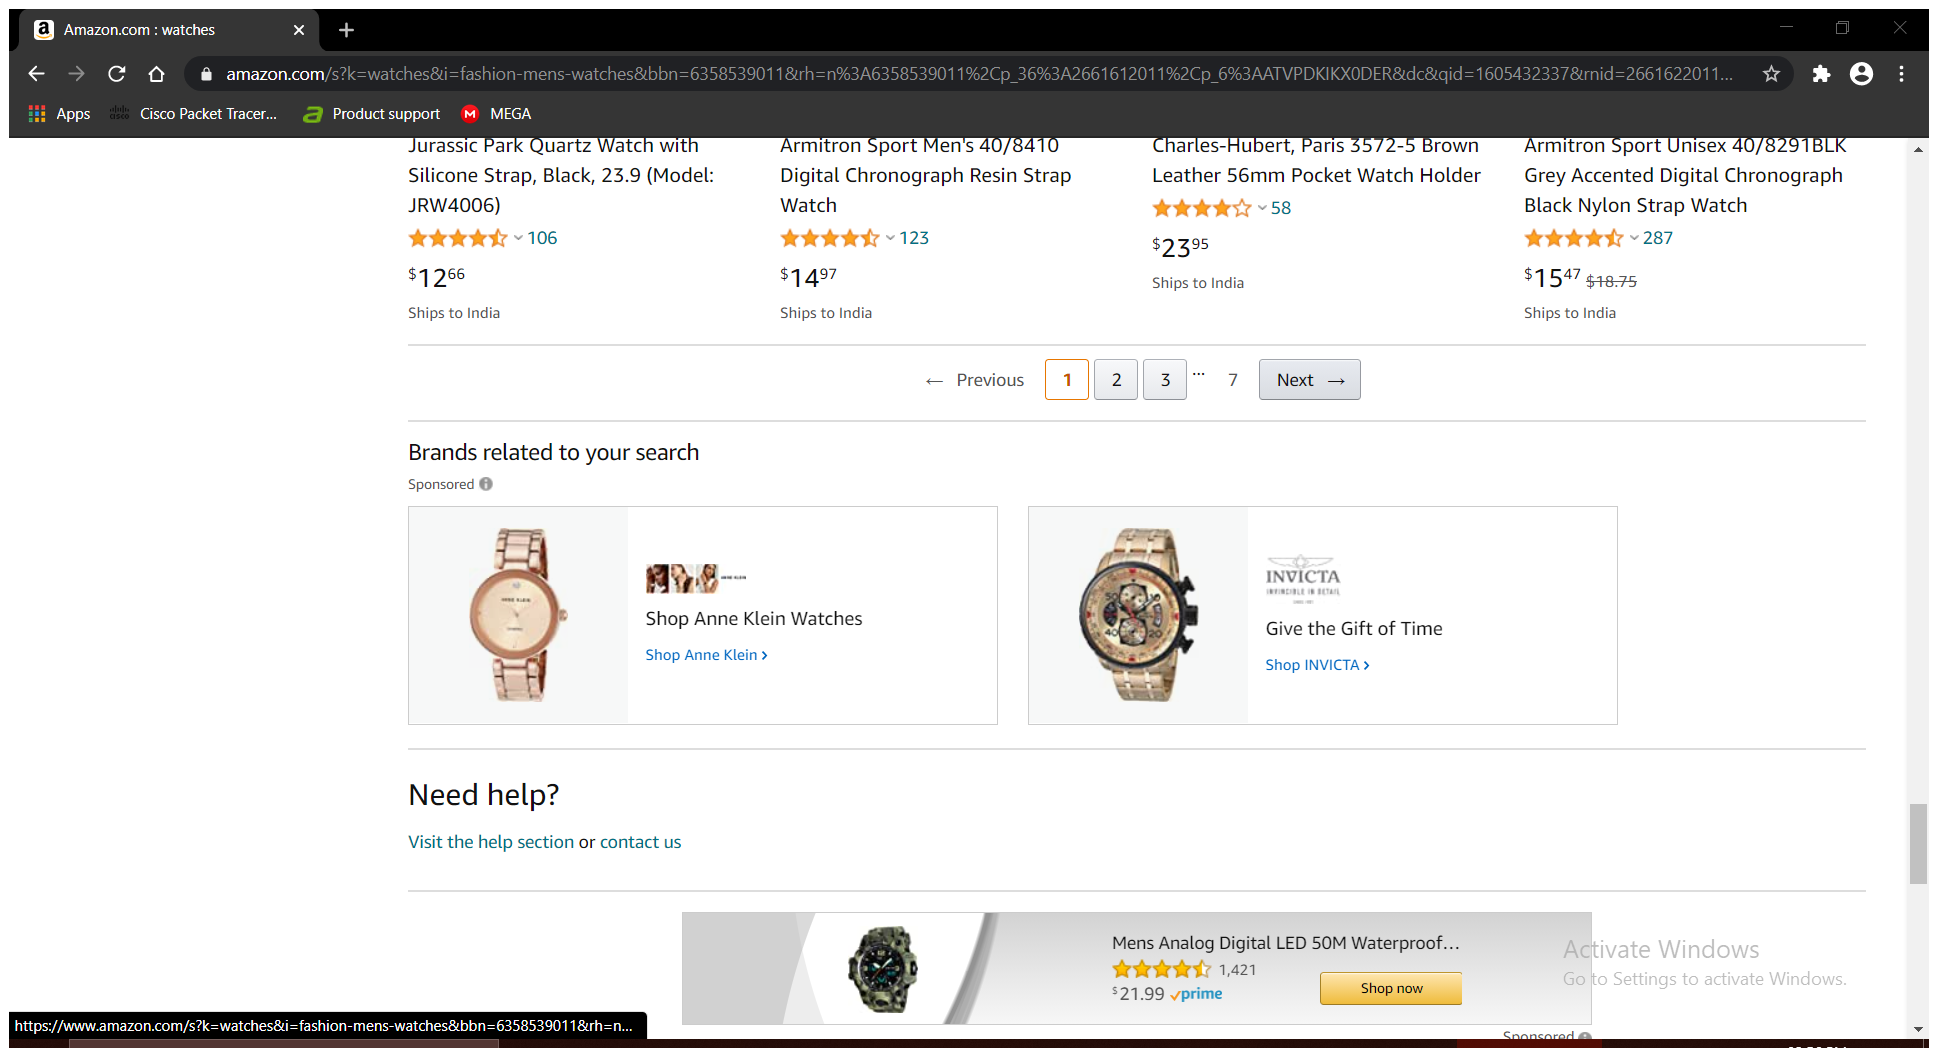 Amazon.com : watches
amazon.com/s?k=watches&i=fashion-mens-watches&bbn=6358539011&rh=n%3A6358539011%2Cp_36%3A2661612011%2Cp_6%3AATVPDKIKX0DER&dc&qid=1605432337&rnid=2661622011...
Apps Cisco Packet Tracer... Product support MEGA
Jurassic Park Quartz Watch with
Silicone Strap, Black, 23.9 (Model:
JRW4006)
106
$12.66
Ships to India
Armitron Sport Men's 40/8410
Digital Chronograph Resin Strap
Watch
123
$14.97
Ships to India
Charles-Hubert, Paris 3572-5 Brown
Leather 56mm Pocket Watch Holder
58
$23.95
Ships to India
Armitron Sport Unisex 40/8291BLK
Grey Accented Digital Chronograph
Black Nylon Strap Watch
287
$15.47 $18.75
Ships to India
← Previous 1 2 3 ... 7 Next →
Brands related to your search
Sponsored
ANNE KLEIN
Shop Anne Klein Watches
Shop Anne Klein ›
INVICTA
INVINCIBLE IN DETAIL
Give the Gift of Time
Shop INVICTA ›
Need help?
Visit the help section or contact us
Mens Analog Digital LED 50M Waterproof...
1,421
$21.99 prime
Shop now
Activate Windows
Go to Settings to activate Windows.
https://www.amazon.com/s?k=watches&i=fashion-mens-watches&bbn=6358539011&rh=n...
Sponsored